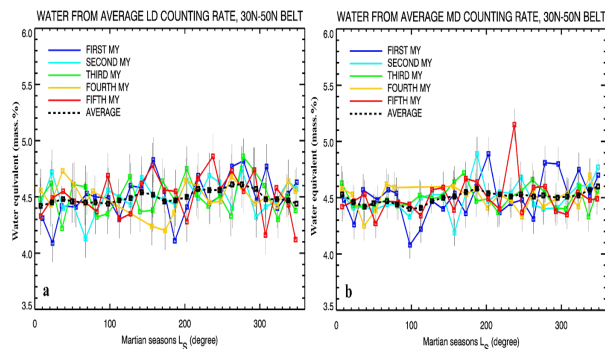 WATER FROM AVERAGE LD COUNTING RATE, 30N-50N BELT
6.0
5.5
5.0
4.5
4.0
3.5
Water equivalent (mass.%)
FIRST MY
SECOND MY
THIRD MY
FOURTH MY
FIFTH MY
AVERAGE
a
0
100
200
300
Martian seasons LS (degree)
WATER FROM AVERAGE MD COUNTING RATE, 30N-50N BELT
6.0
5.5
5.0
4.5
4.0
3.5
Water equivalent (mass.%)
FIRST MY
SECOND MY
THIRD MY
FOURTH MY
FIFTH MY
AVERAGE
b
0
100
200
300
Martian seasons LS (degree)